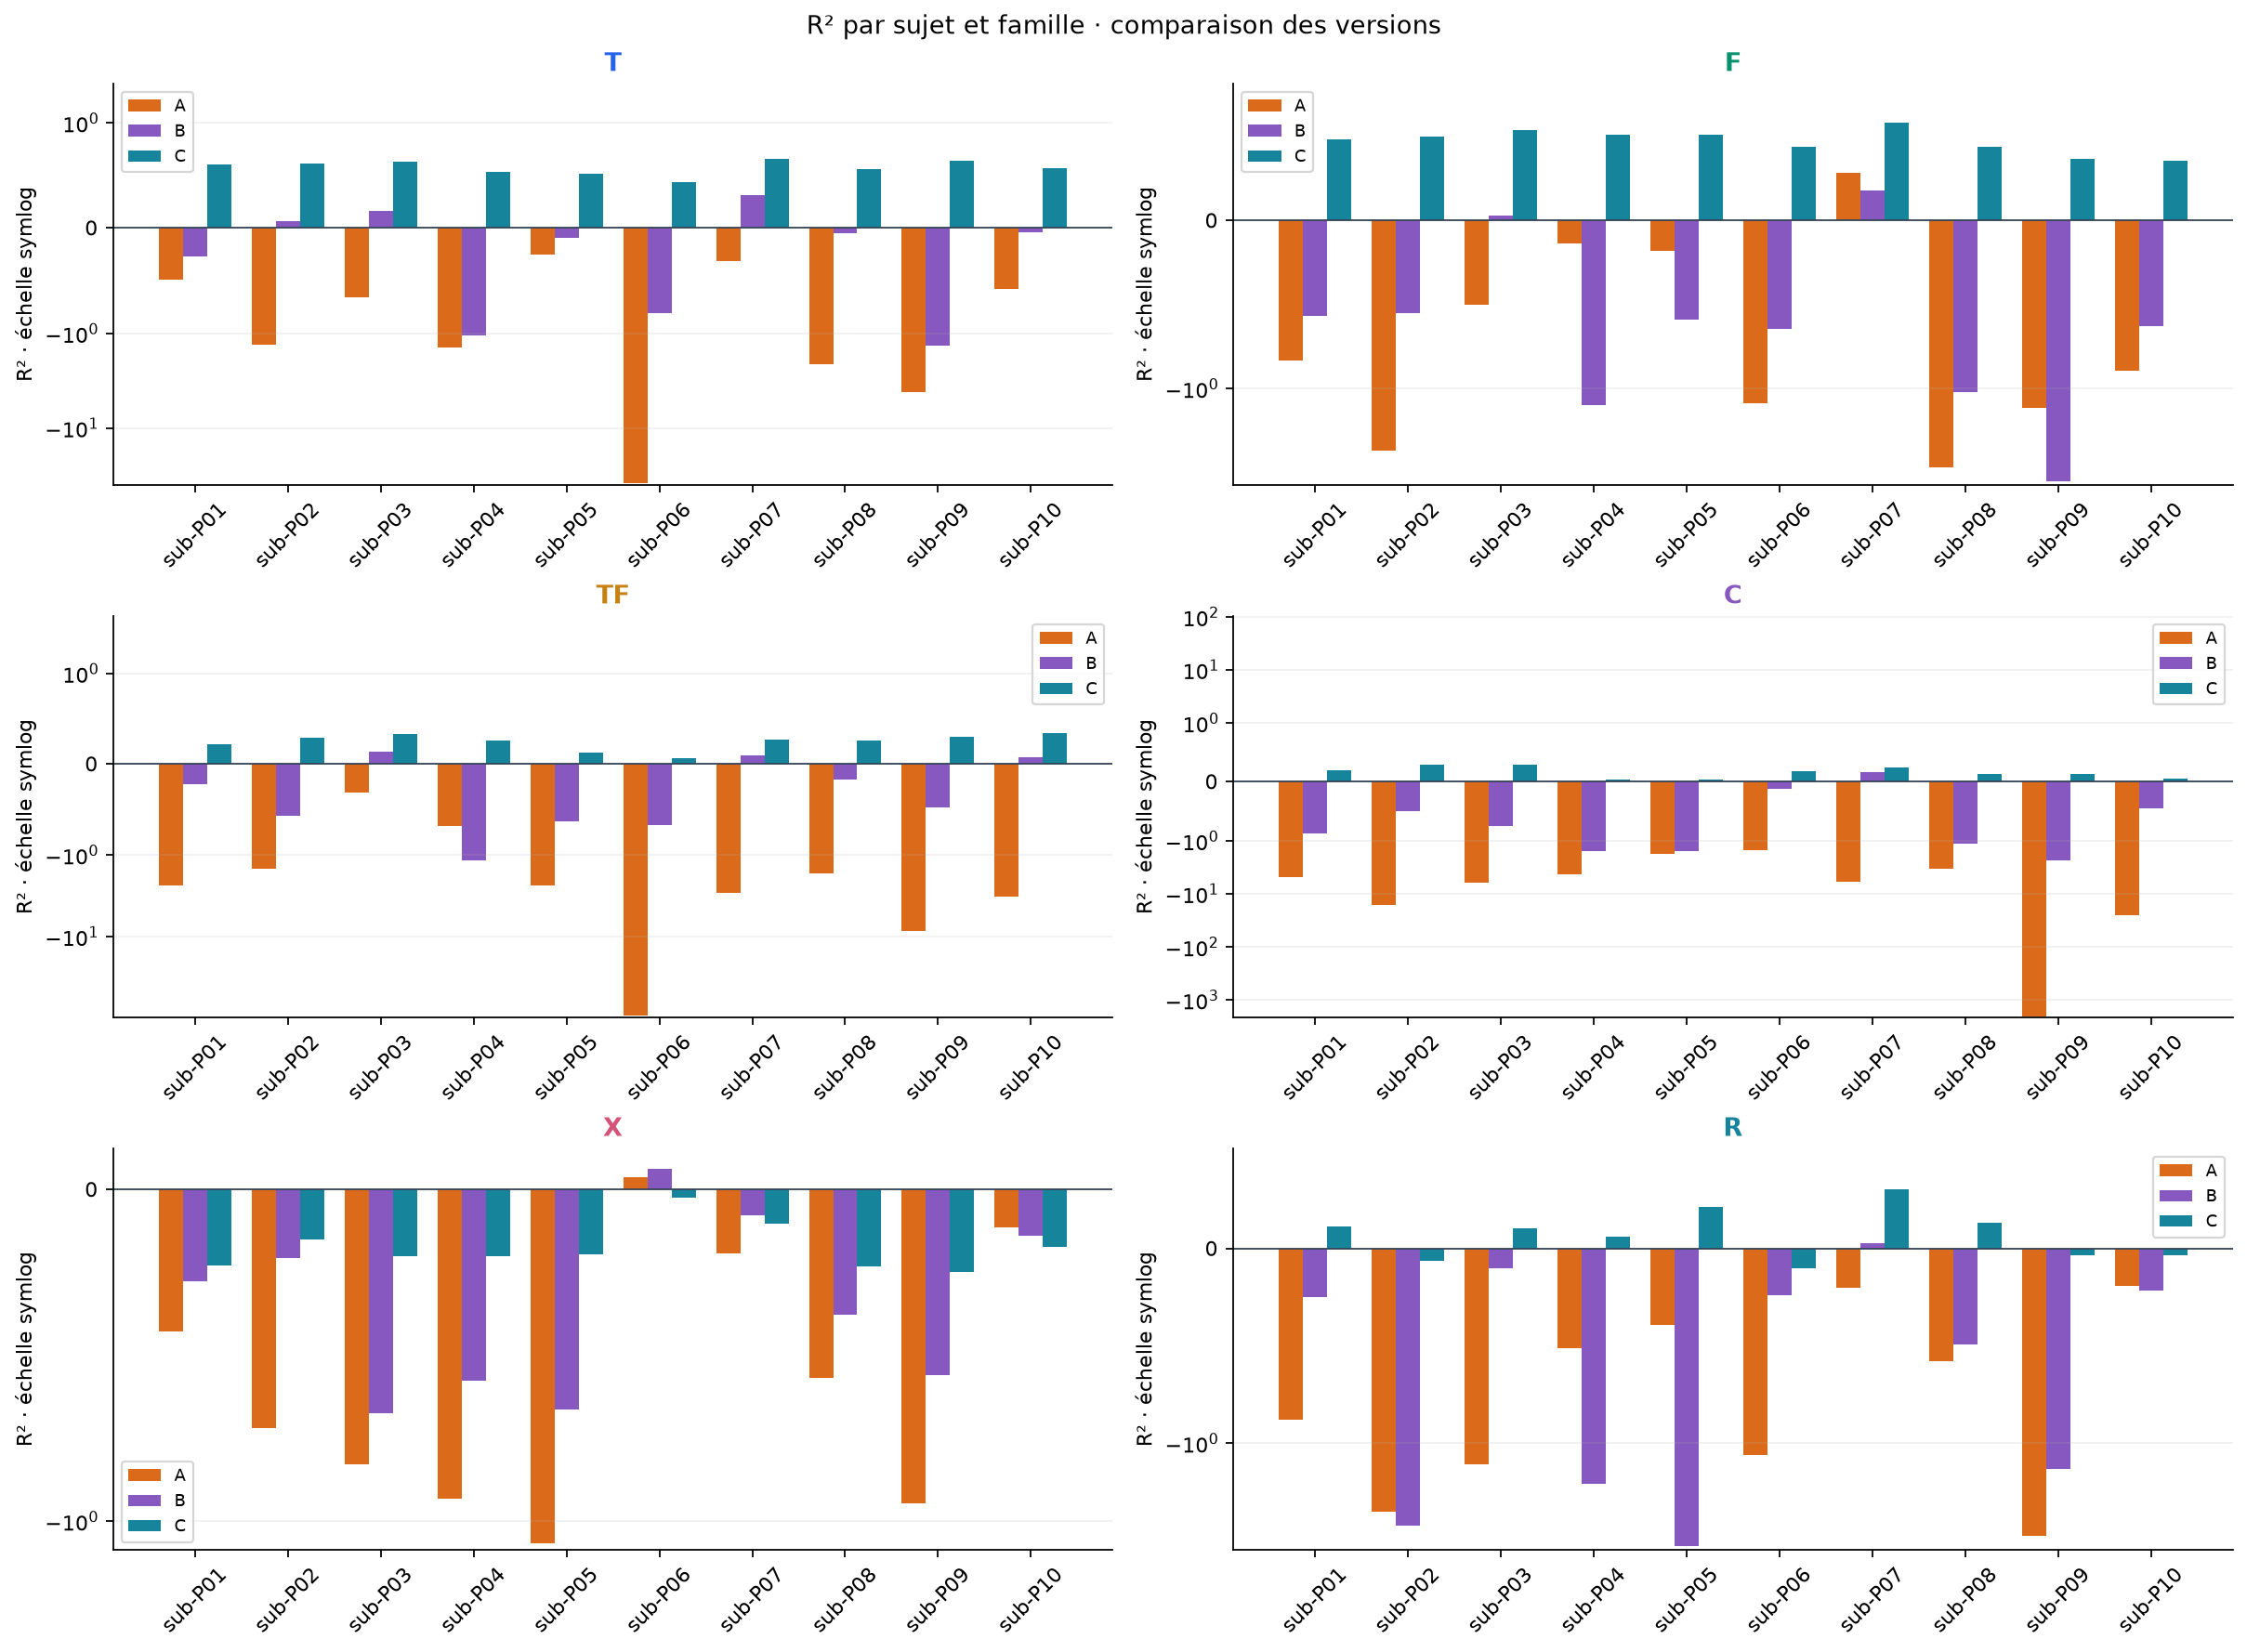 R² par sujet et famille · comparaison des versions
T
A
B
C
10⁰
0
−10⁰
−10¹
R² · échelle symlog
sub-P01 sub-P02 sub-P03 sub-P04 sub-P05 sub-P06 sub-P07 sub-P08 sub-P09 sub-P10
F
A
B
C
0
−10⁰
R² · échelle symlog
sub-P01 sub-P02 sub-P03 sub-P04 sub-P05 sub-P06 sub-P07 sub-P08 sub-P09 sub-P10
TF
A
B
C
10⁰
0
−10⁰
−10¹
R² · échelle symlog
sub-P01 sub-P02 sub-P03 sub-P04 sub-P05 sub-P06 sub-P07 sub-P08 sub-P09 sub-P10
C
A
B
C
10²
10¹
10⁰
0
−10⁰
−10¹
−10²
−10³
R² · échelle symlog
sub-P01 sub-P02 sub-P03 sub-P04 sub-P05 sub-P06 sub-P07 sub-P08 sub-P09 sub-P10
X
0
−10⁰
R² · échelle symlog
A
B
C
sub-P01 sub-P02 sub-P03 sub-P04 sub-P05 sub-P06 sub-P07 sub-P08 sub-P09 sub-P10
R
A
B
C
0
−10⁰
R² · échelle symlog
sub-P01 sub-P02 sub-P03 sub-P04 sub-P05 sub-P06 sub-P07 sub-P08 sub-P09 sub-P10